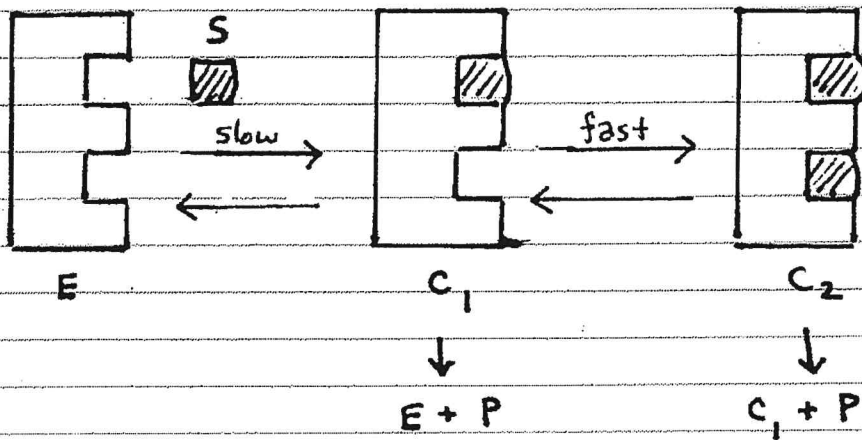 S
slow fast
E C₁ C₂
↓ ↓
E + P C₁ + P